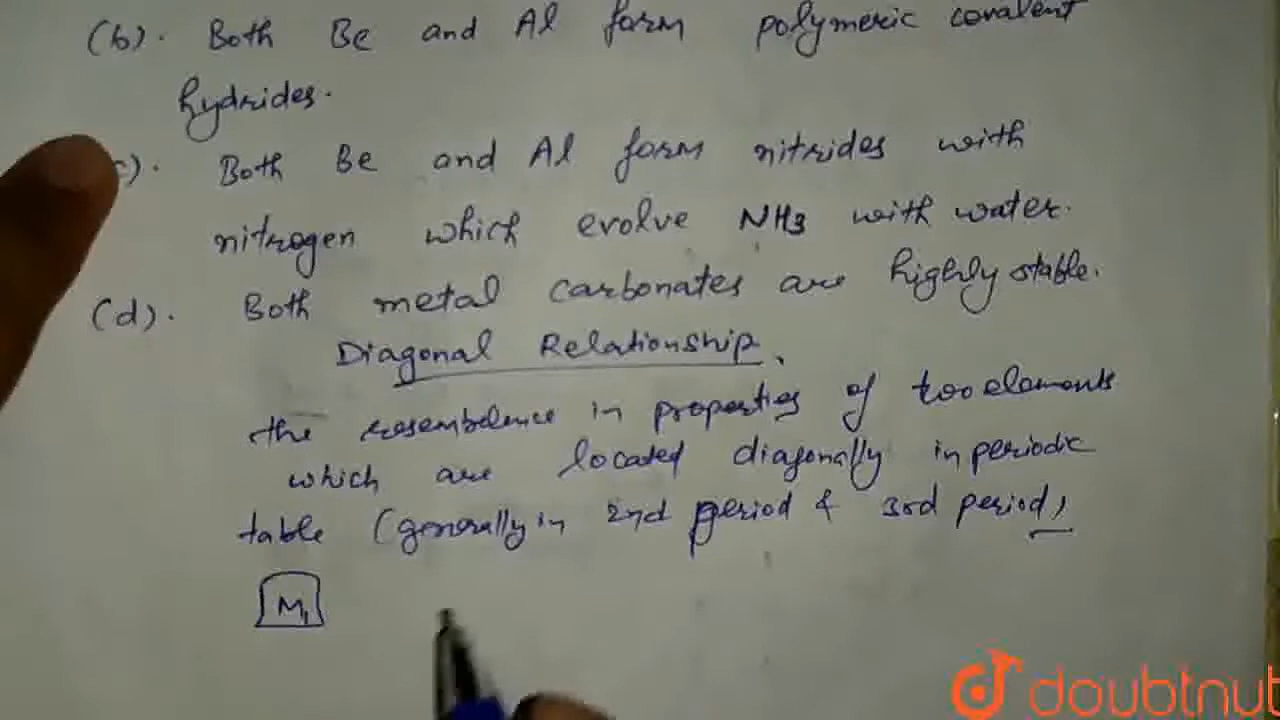 (b). Both Be and Al form polymeric covalent
hydrides.
c). Both Be and Al form nitrides with
nitrogen which evolve NH3 with water.
(d). Both metal carbonates are highly stable.
Diagonal Relationship.
the resembelence in properties of two elements
which are located diagonally in periodic
table (generally in 2nd period & 3rd period)
M1
doubtnut